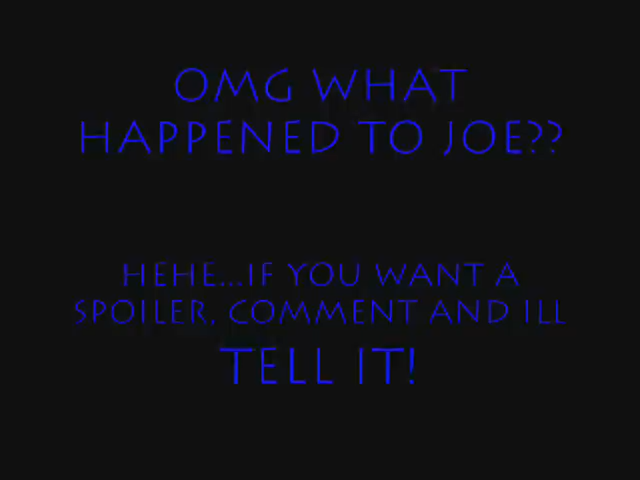 OMG WHAT
HAPPENED TO JOE??
HEHE...IF YOU WANT A
SPOILER, COMMENT AND ILL
TELL IT!